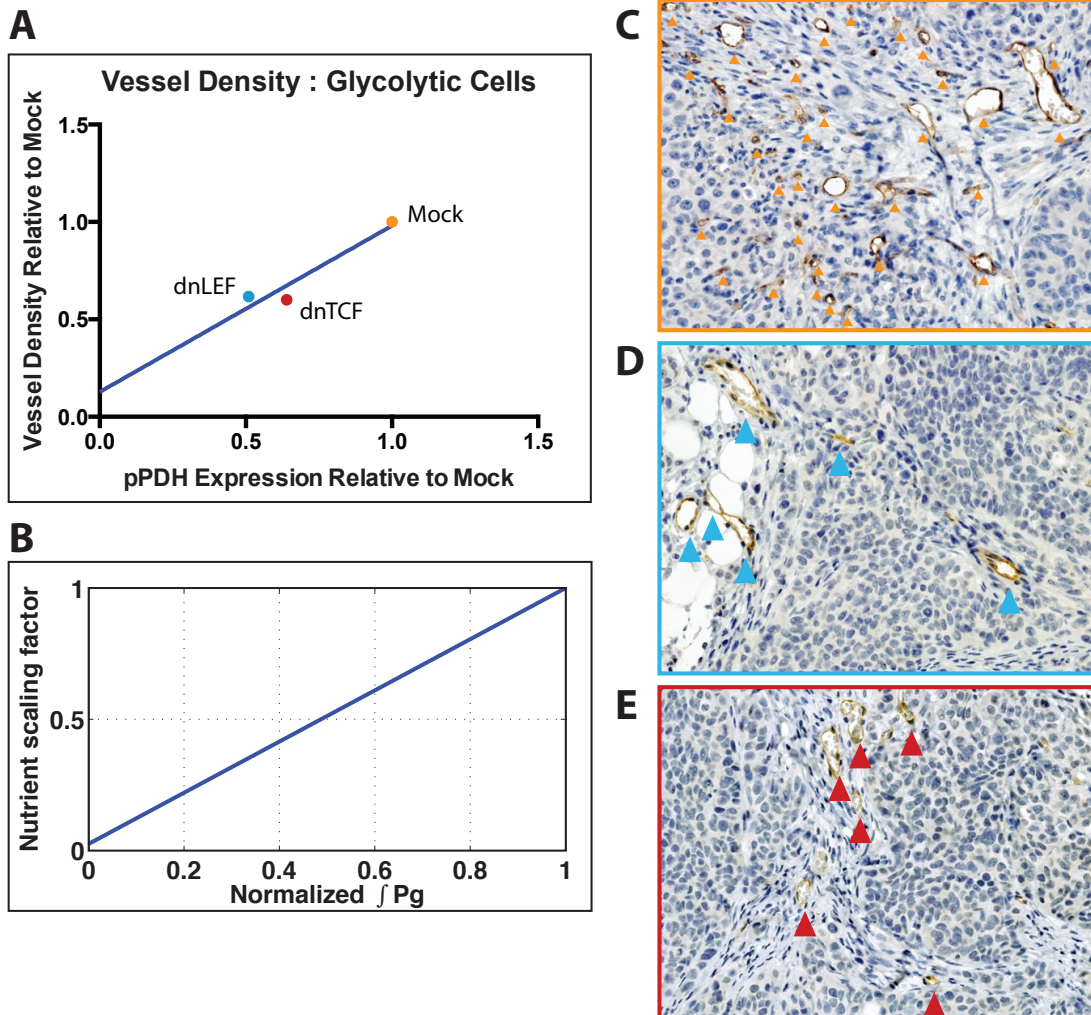 A
Vessel Density : Glycolytic Cells
Vessel Density Relative to Mock
1.5
1.0
0.5
0.0
Mock
dnLEF
dnTCF
0.0 0.5 1.0 1.5
pPDH Expression Relative to Mock
B
Nutrient scaling factor
1
0.5
0
0 0.2 0.4 0.6 0.8 1
Normalized ∫ Pg
C
D
E